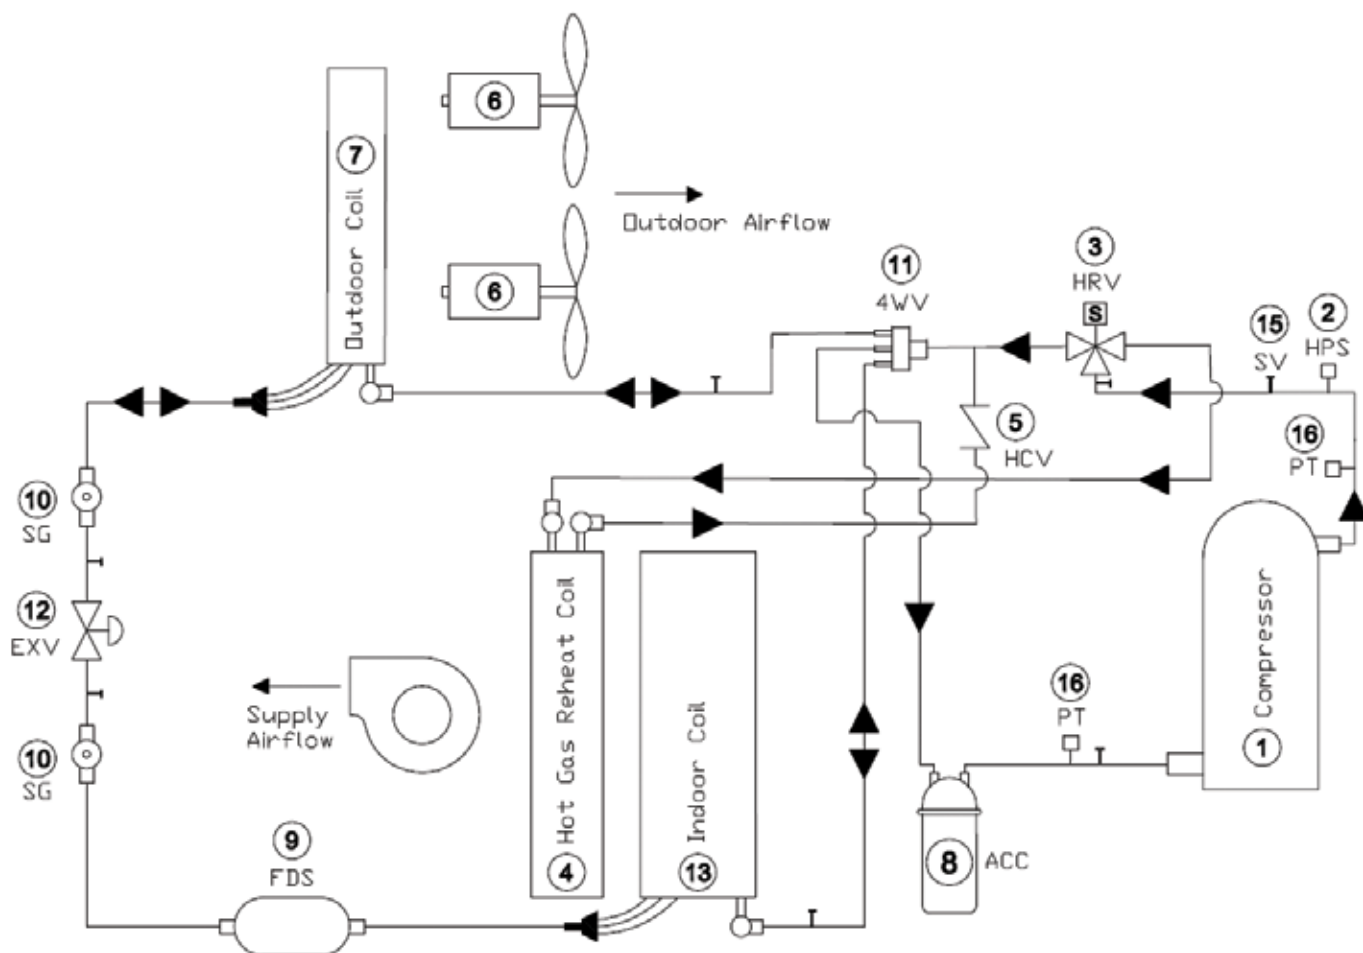 6
7
Outdoor Coil
Outdoor Airflow
6
11
4WV
3
HRV
S
15
SV
2
HPS
16
PT
5
HCV
10
SG
12
EXV
Supply
Airflow
10
SG
9
FDS
Hot Gas Reheat Coil
4
Indoor Coil
13
16
PT
8
ACC
Compressor
1